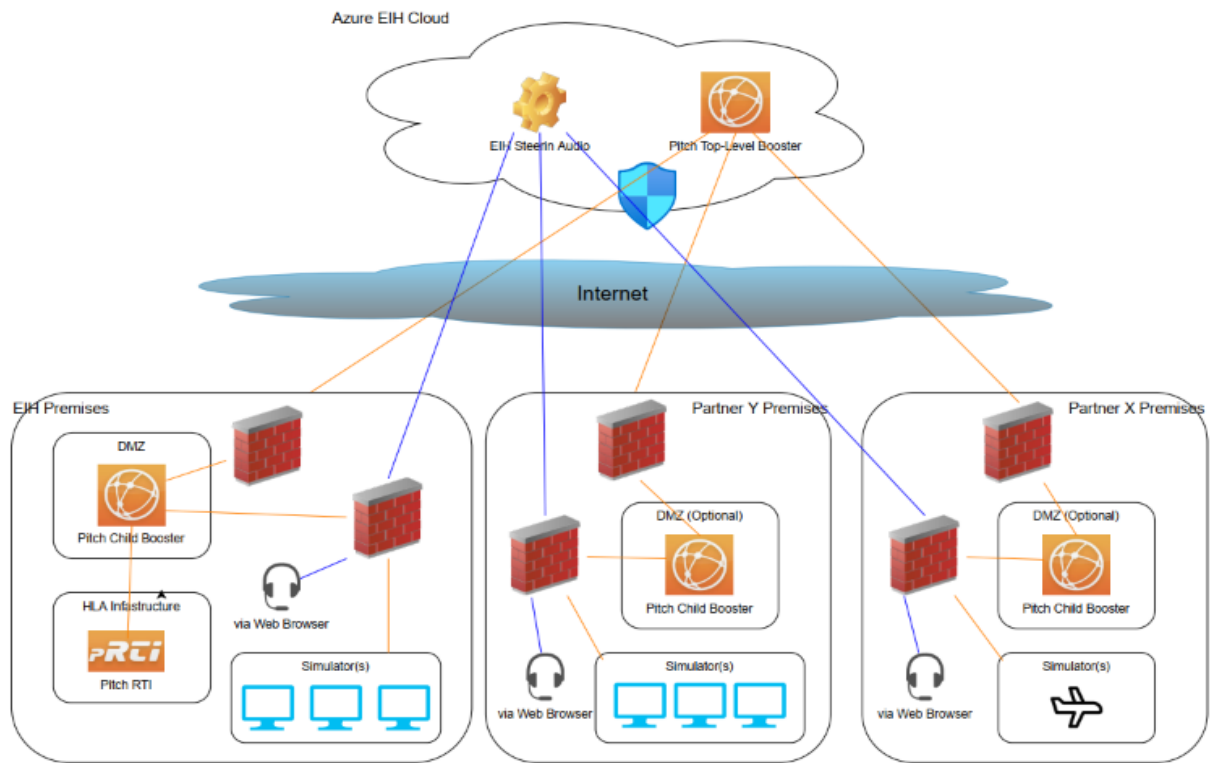 Azure EIH Cloud
EIH Steerin Audio
Pitch Top-Level Booster
Internet
EIH Premises
DMZ
Pitch Child Booster
HLA Infastructure
pRTi
Pitch RTI
via Web Browser
Simulator(s)
Partner Y Premises
DMZ (Optional)
Pitch Child Booster
via Web Browser
Simulator(s)
Partner X Premises
DMZ (Optional)
Pitch Child Booster
via Web Browser
Simulator(s)